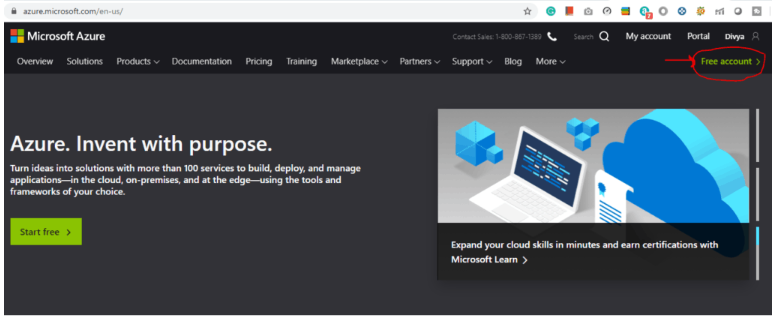 azure.microsoft.com/en-us/
Microsoft Azure
Contact Sales: 1-800-867-1389
Search
My account
Portal
Divya
Overview
Solutions
Products
Documentation
Pricing
Training
Marketplace
Partners
Support
Blog
More
Free account >
Azure. Invent with purpose.
Turn ideas into solutions with more than 100 services to build, deploy, and manage
applications—in the cloud, on-premises, and at the edge—using the tools and
frameworks of your choice.
Start free >
Expand your cloud skills in minutes and earn certifications with
Microsoft Learn >